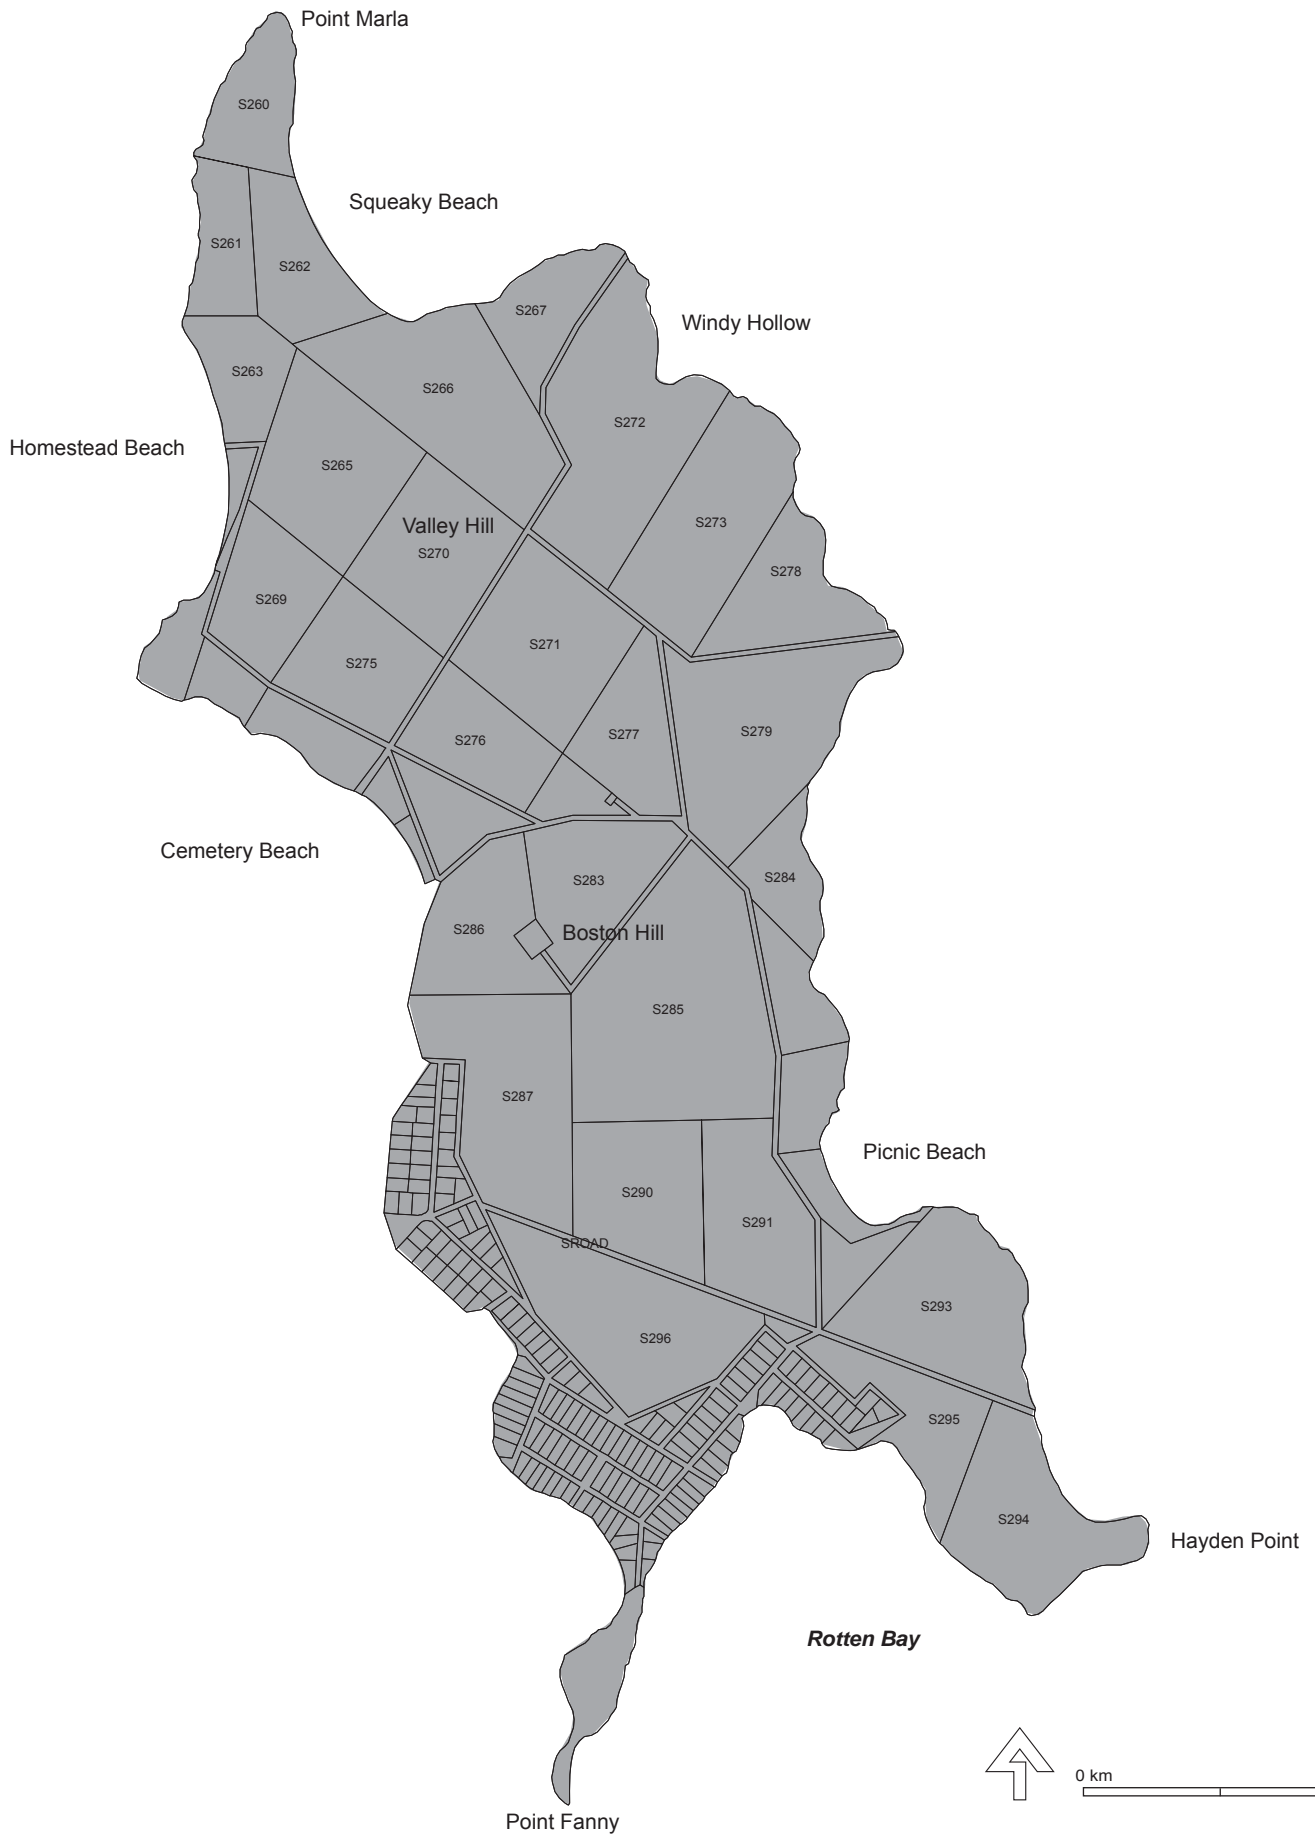 Point Marla
S260
Squeaky Beach
S261
S262
S267
Windy Hollow
S263
S266
S272
Homestead Beach
S265
Valley Hill
S273
S270
S278
S269
S271
S275
S279
S276
S277
Cemetery Beach
S283
S284
S286
Boston Hill
S285
S287
Picnic Beach
S290
S291
SROAD
S293
S296
S295
S294
Hayden Point
Rotten Bay
0 km
Point Fanny